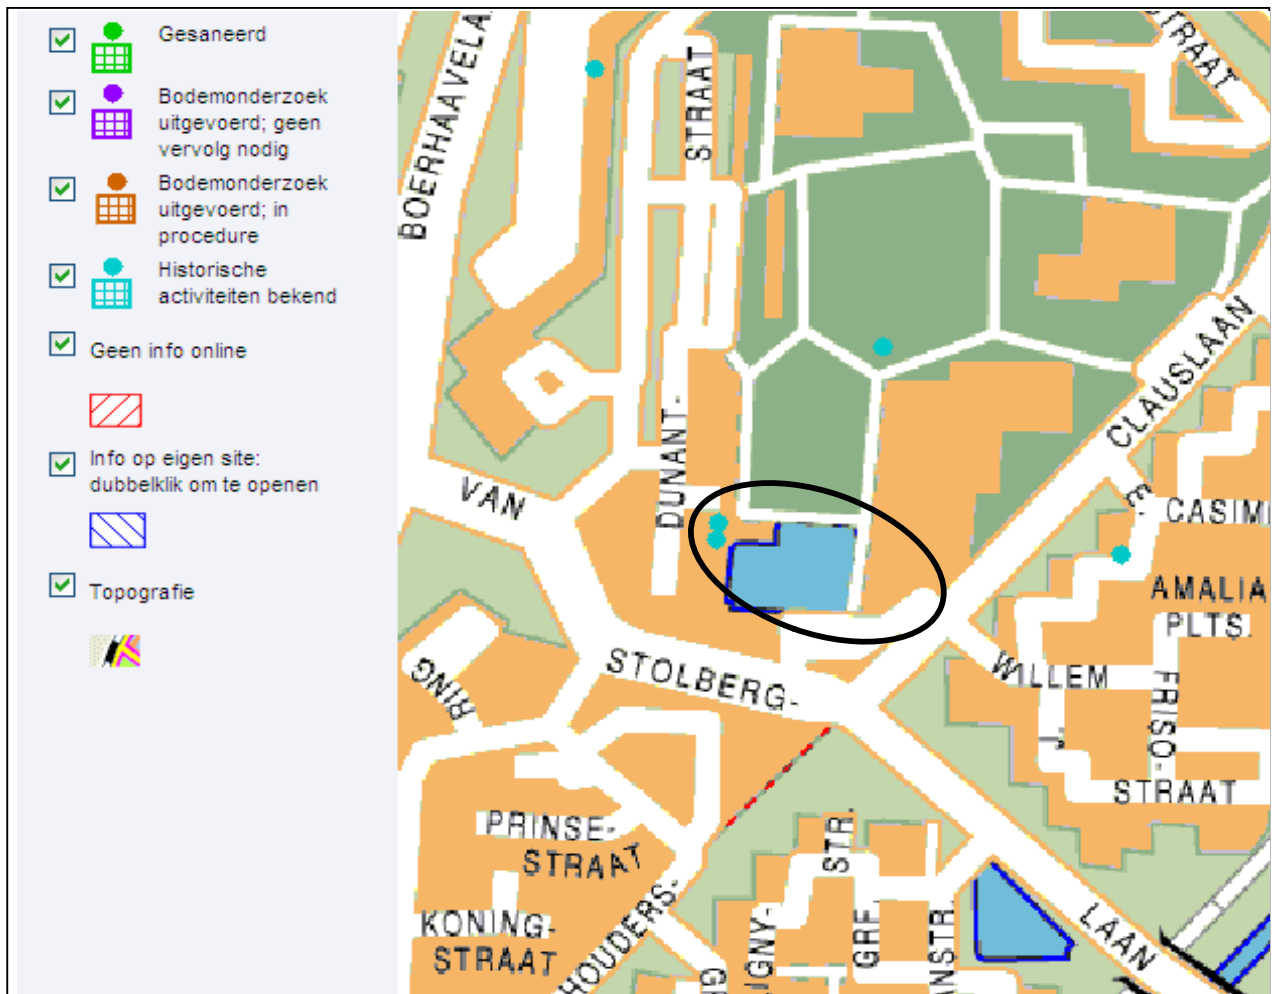 Gesaneerd
Bodemonderzoek
uitgevoerd; geen
vervolg nodig
Bodemonderzoek
uitgevoerd; in
procedure
Historische
activiteiten bekend
Geen info online
Info op eigen site:
dubbelklik om te openen
Topografie
BOERHAAVELA
STRAAT
STRAAT
DUNANT-
CLAUSLAAN
VAN
E.
CASIMI
AMALIA
PLTS.
STOLBERG-
RING
WILLEM
FRISO-
STRAAT
PRINSE-
STRAAT
STR.
KONING-
STRAAT
HOUDERS.
IGNY-
GRF.
ANSTR.
LAAN